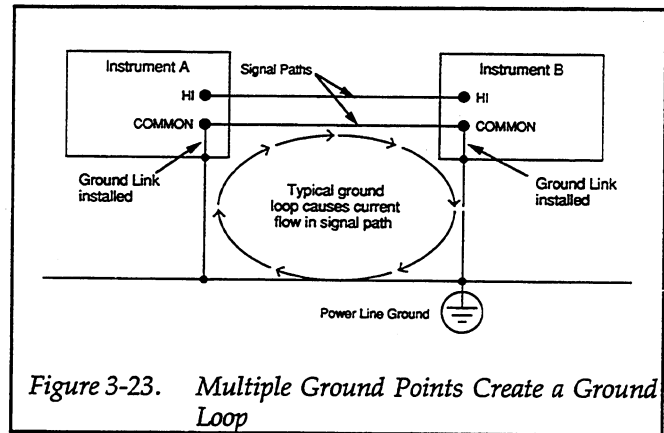 Instrument A
Signal Paths
Instrument B
HI
HI
COMMON
COMMON
Ground Link
installed
Typical ground
loop causes current
flow in signal path
Ground Link
installed
Power Line Ground
Figure 3-23. Multiple Ground Points Create a Ground
Loop